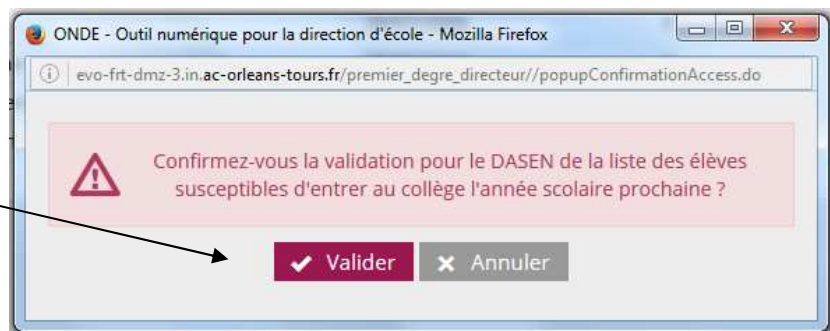 ONDE - Outil numérique pour la direction d'école - Mozilla Firefox
evo-frt-dmz-3.in.ac-orleans-tours.fr/premier_degre_directeur//popupConfirmationAccess.do
Confirmez-vous la validation pour le DASEN de la liste des élèves
susceptibles d'entrer au collège l'année scolaire prochaine ?
Valider Annuler